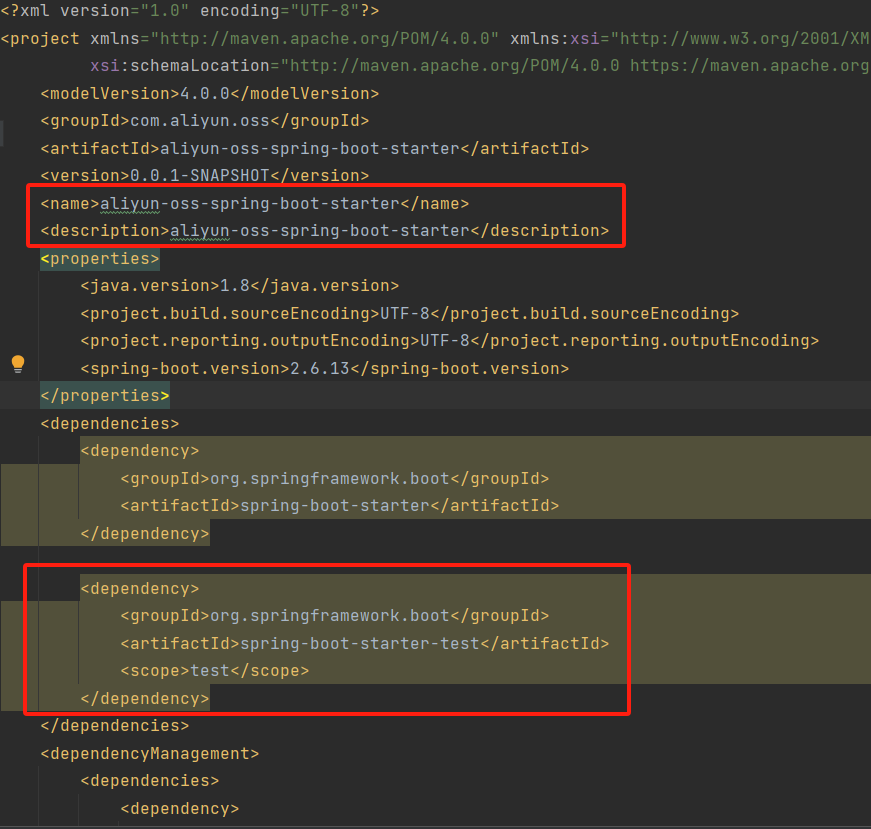 <?xml version="1.0" encoding="UTF-8"?>
<project xmlns="http://maven.apache.org/POM/4.0.0" xmlns:xsi="http://www.w3.org/2001/XM
xsi:schemaLocation="http://maven.apache.org/POM/4.0.0 https://maven.apache.org
<modelVersion>4.0.0</modelVersion>
<groupId>com.aliyun.oss</groupId>
<artifactId>aliyun-oss-spring-boot-starter</artifactId>
<version>0.0.1-SNAPSHOT</version>
<name>aliyun-oss-spring-boot-starter</name>
<description>aliyun-oss-spring-boot-starter</description>
<properties>
<java.version>1.8</java.version>
<project.build.sourceEncoding>UTF-8</project.build.sourceEncoding>
<project.reporting.outputEncoding>UTF-8</project.reporting.outputEncoding>
<spring-boot.version>2.6.13</spring-boot.version>
</properties>
<dependencies>
<dependency>
<groupId>org.springframework.boot</groupId>
<artifactId>spring-boot-starter</artifactId>
</dependency>
<dependency>
<groupId>org.springframework.boot</groupId>
<artifactId>spring-boot-starter-test</artifactId>
<scope>test</scope>
</dependency>
</dependencies>
<dependencyManagement>
<dependencies>
<dependency>